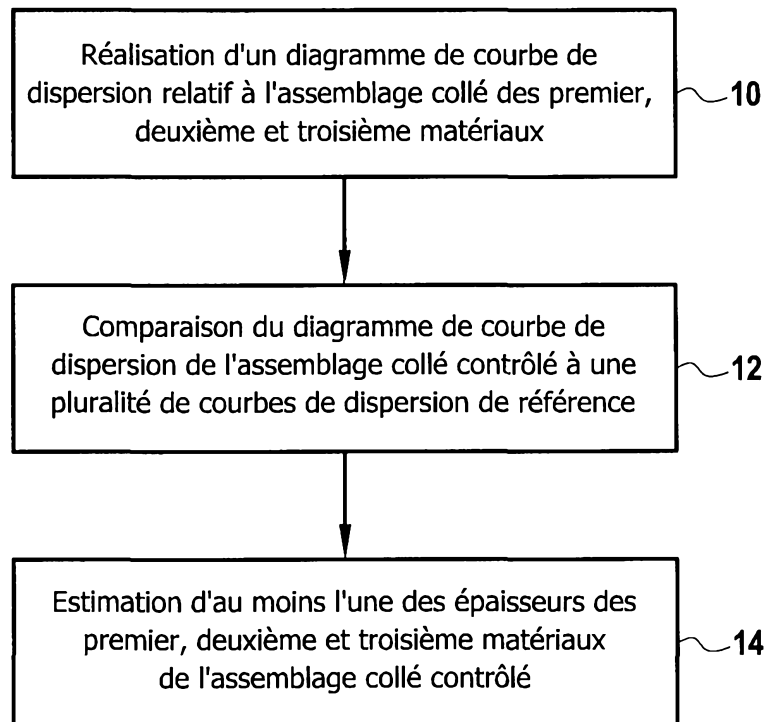 Réalisation d'un diagramme de courbe de
dispersion relatif à l'assemblage collé des premier,
deuxième et troisième matériaux
10
Comparaison du diagramme de courbe de
dispersion de l'assemblage collé contrôlé à une
pluralité de courbes de dispersion de référence
12
Estimation d'au moins l'une des épaisseurs des
premier, deuxième et troisième matériaux
de l'assemblage collé contrôlé
14